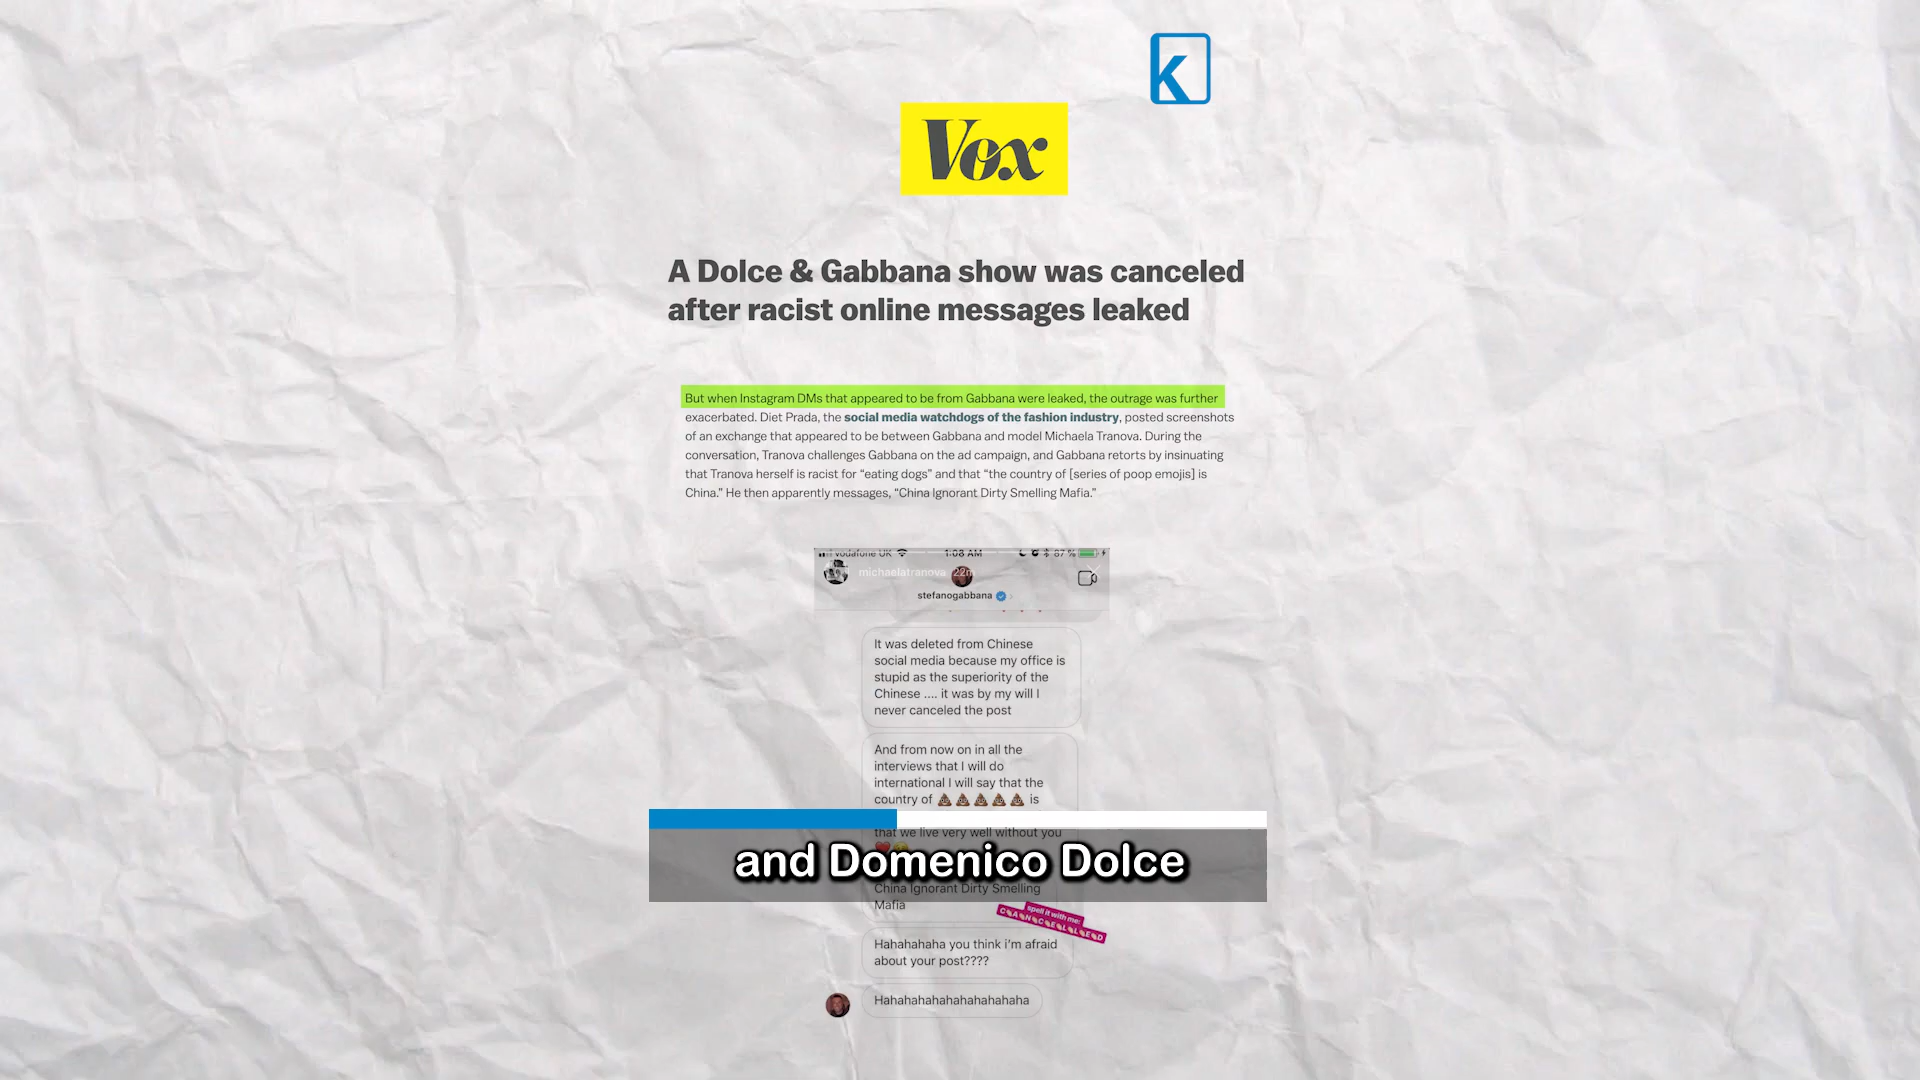 K
Vox
A Dolce & Gabbana show was canceled
after racist online messages leaked
But when Instagram DMs that appeared to be from Gabbana were leaked, the outrage was further
exacerbated. Diet Prada, the social media watchdogs of the fashion industry, posted screenshots
of an exchange that appeared to be between Gabbana and model Michaela Tranova. During the
conversation, Tranova challenges Gabbana on the ad campaign, and Gabbana retorts by insinuating
that Tranova herself is racist for “eating dogs” and that “the country of [series of poop emojis] is
China.” He then apparently messages, “China Ignorant Dirty Smelling Mafia.”
vodafone UK 1:08 AM 87 %
michaelatranova 22m
stefanogabbana
It was deleted from Chinese
social media because my office is
stupid as the superiority of the
Chinese .... it was by my will I
never canceled the post
And from now on in all the
interviews that I will do
international I will say that the
country of 💩💩💩💩💩 is
that we live very well without you
and Domenico Dolce
China Ignorant Dirty Smelling
Mafia
spell it with me:
C A N C E L L E D
Hahahahaha you think i'm afraid
about your post????
Hahahahahahahahahaha